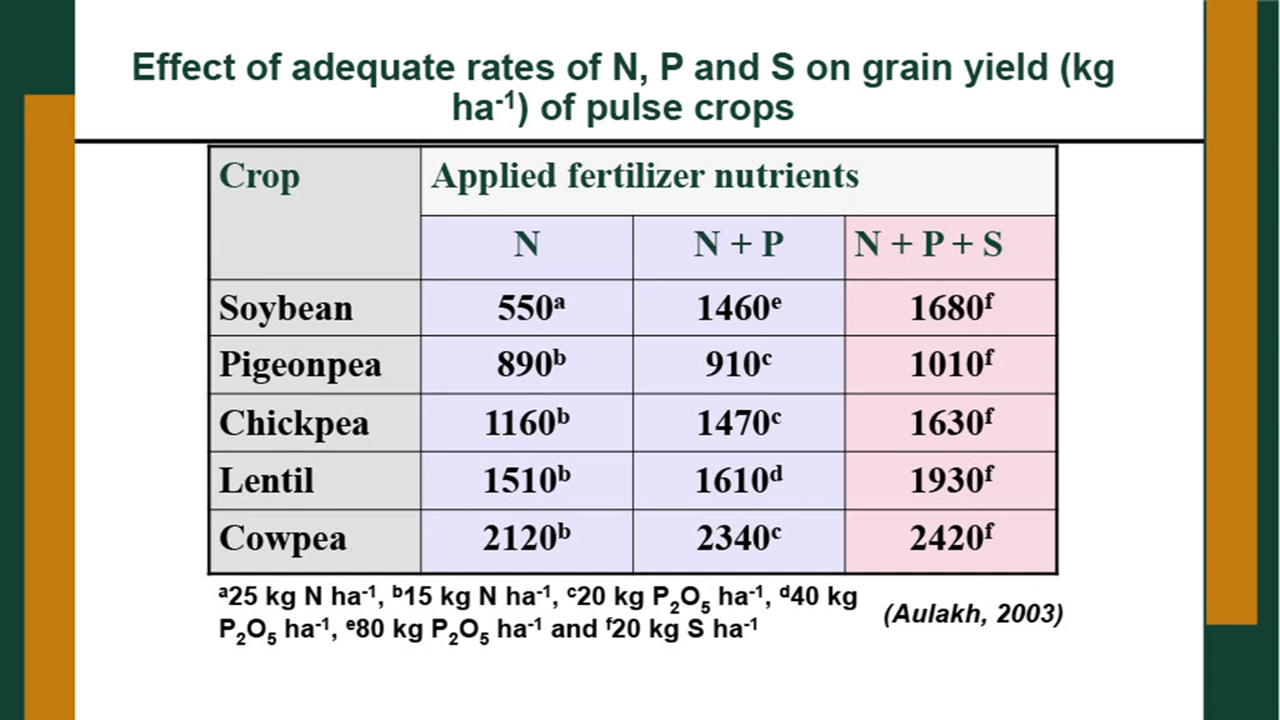 Effect of adequate rates of N, P and S on grain yield (kg
ha⁻¹) of pulse crops
Crop Applied fertilizer nutrients
N N + P N + P + S
Soybean 550ᵃ 1460ᵉ 1680ᶠ
Pigeonpea 890ᵇ 910ᶜ 1010ᶠ
Chickpea 1160ᵇ 1470ᶜ 1630ᶠ
Lentil 1510ᵇ 1610ᵈ 1930ᶠ
Cowpea 2120ᵇ 2340ᶜ 2420ᶠ
ᵃ25 kg N ha⁻¹, ᵇ15 kg N ha⁻¹, ᶜ20 kg P₂O₅ ha⁻¹, ᵈ40 kg
P₂O₅ ha⁻¹, ᵉ80 kg P₂O₅ ha⁻¹ and ᶠ20 kg S ha⁻¹
(Aulakh, 2003)